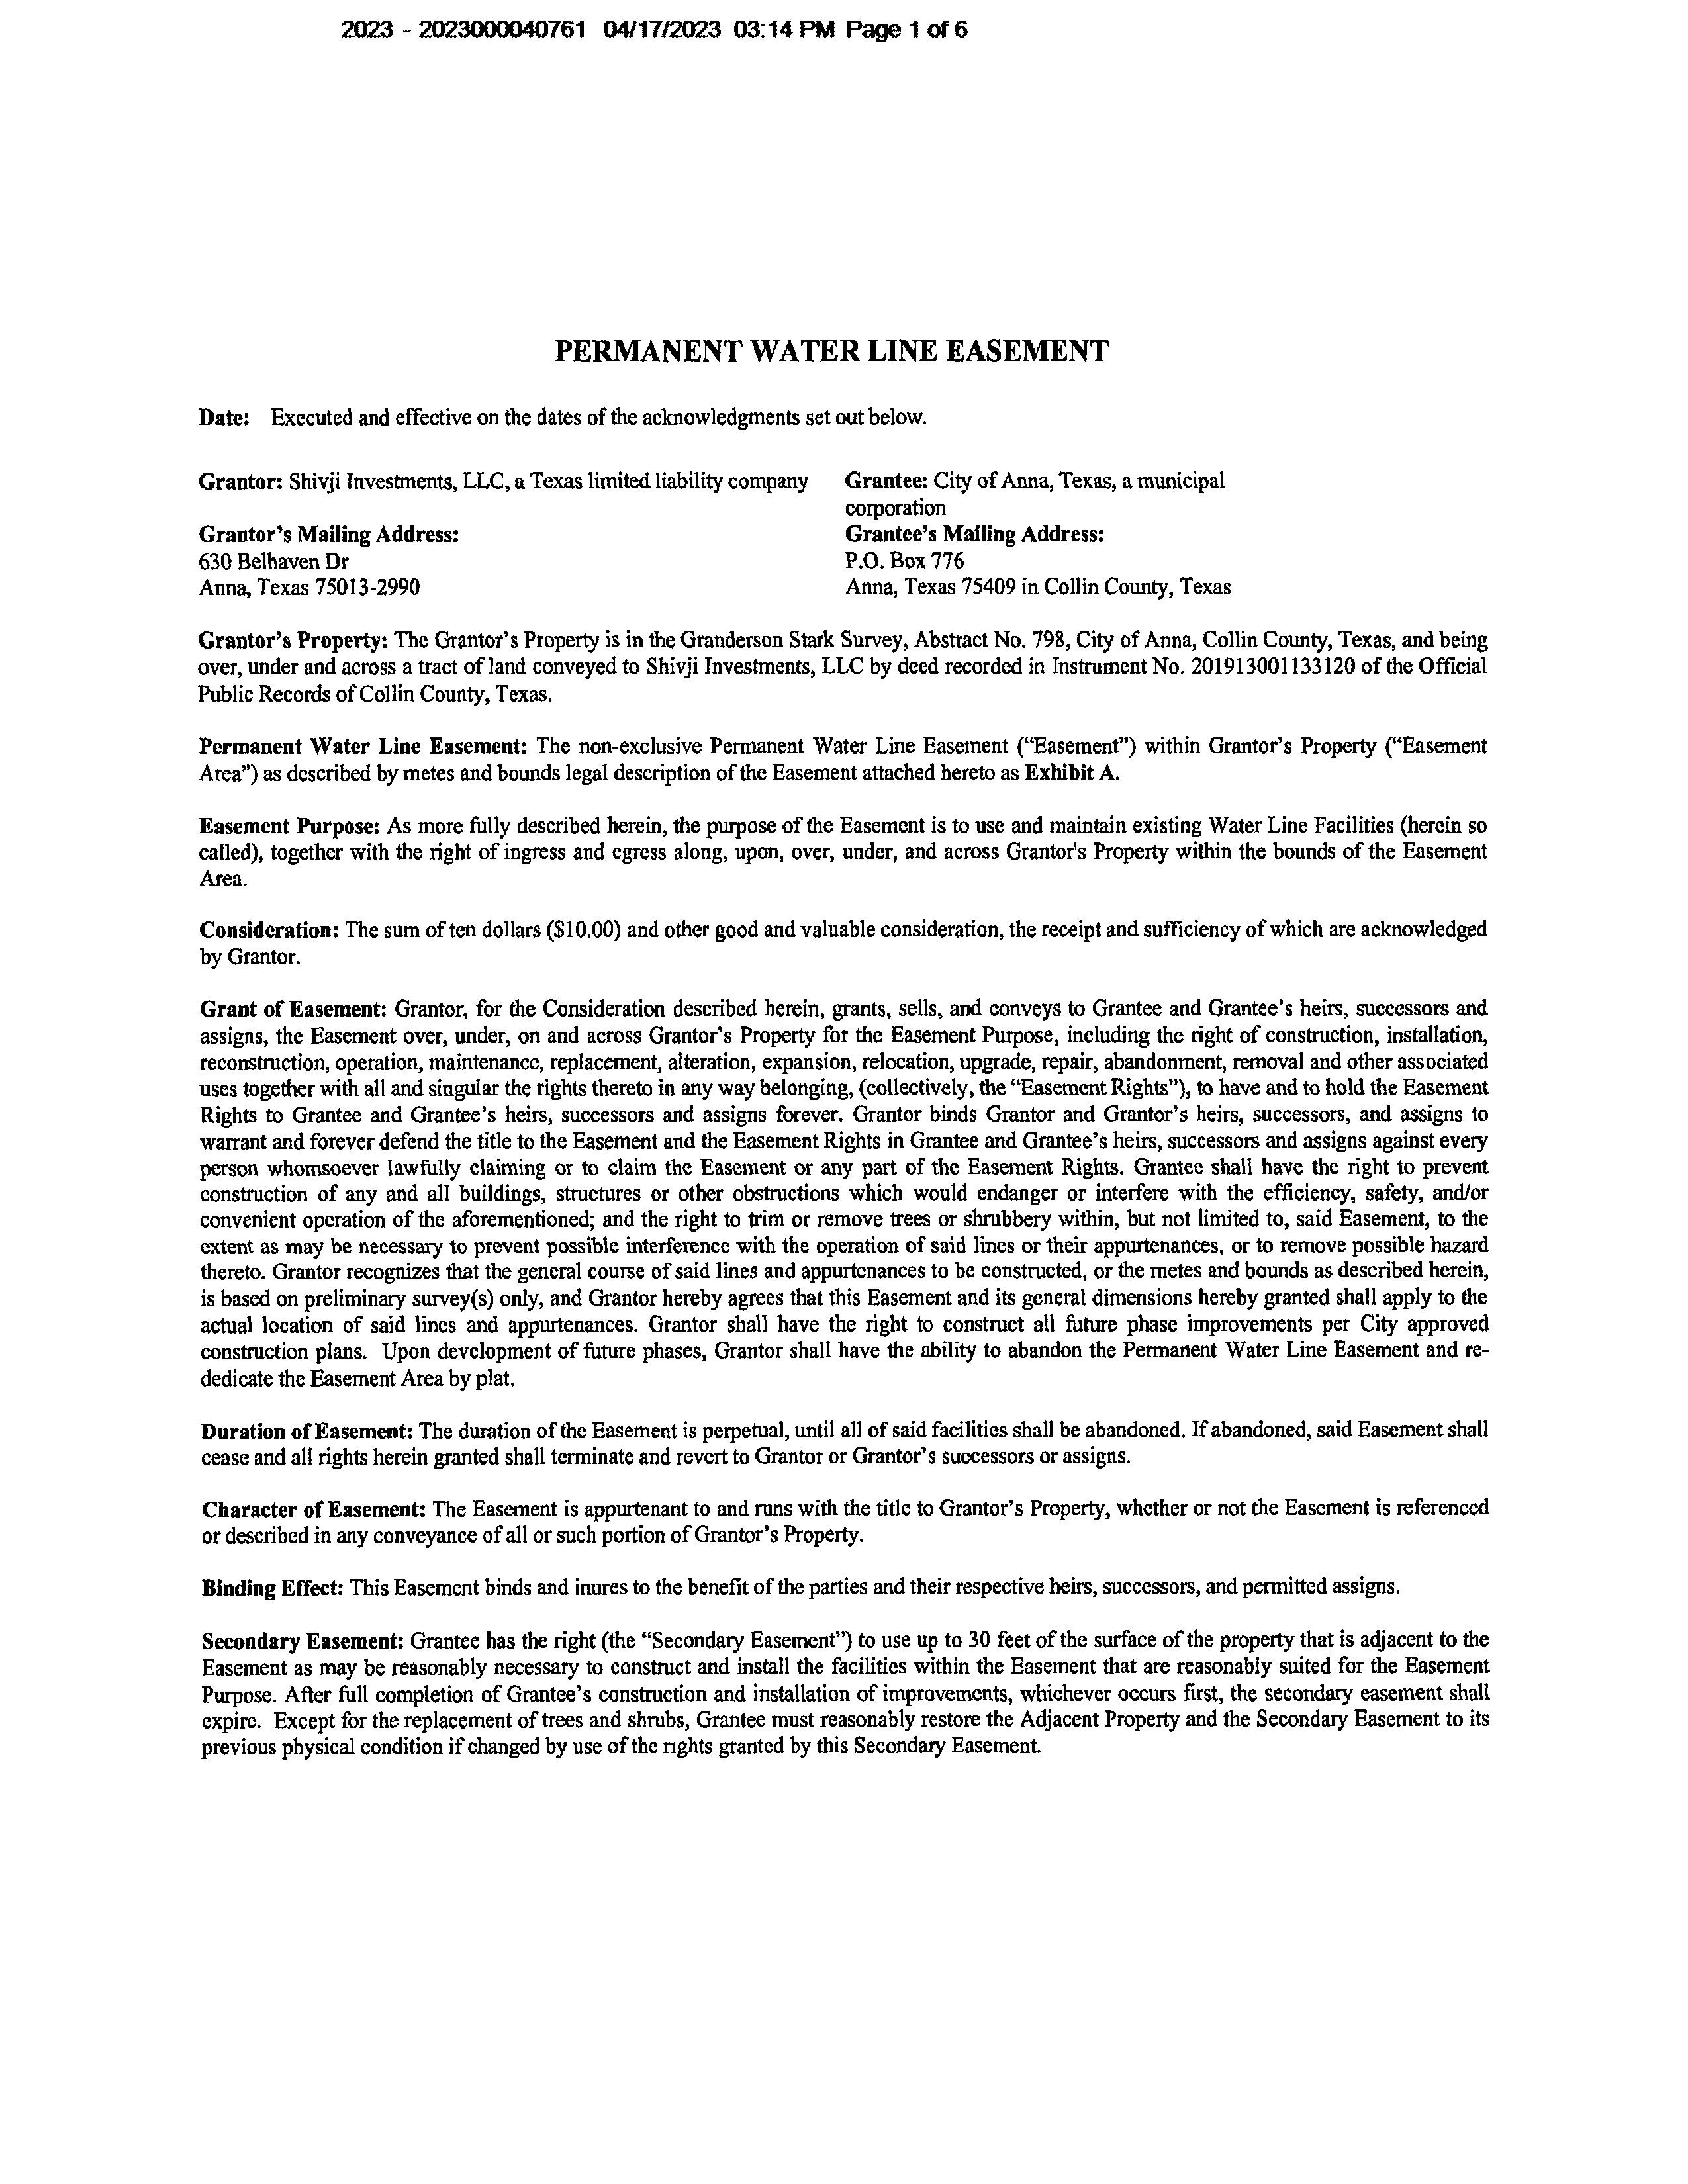 2023 - 2023000040761 04/17/2023 03:14 PM Page 1 of 6
PERMANENT WATER LINE EASEMENT
Date: Executed and effective on the dates of the acknowledgments set out below.
Grantor: Shivji Investments, LLC, a Texas limited liability company
Grantor's Mailing Address:
630 Belhaven Dr
Anna, Texas 75013-2990
Grantee: City of Anna, Texas, a municipal
corporation
Grantee's Mailing Address:
P.O. Box 776
Anna, Texas 75409 in Collin County, Texas
Grantor's Property: The Grantor's Property is in the Granderson Stark Survey, Abstract No. 798, City of Anna, Collin County, Texas, and being
over, under and across a tract of land conveyed to Shivji Investments, LLC by deed recorded in Instrument No. 201913001133120 of the Official
Public Records of Collin County, Texas.
Permanent Water Line Easement: The non-exclusive Permanent Water Line Easement ("Easement") within Grantor's Property ("Easement
Area") as described by metes and bounds legal description of the Easement attached hereto as Exhibit A.
Easement Purpose: As more fully described herein, the purpose of the Easement is to use and maintain existing Water Line Facilities (herein so
called), together with the right of ingress and egress along, upon, over, under, and across Grantor's Property within the bounds of the Easement
Area.
Consideration: The sum of ten dollars ($10.00) and other good and valuable consideration, the receipt and sufficiency of which are acknowledged
by Grantor.
Grant of Easement: Grantor, for the Consideration described herein, grants, sells, and conveys to Grantee and Grantee's heirs, successors and
assigns, the Easement over, under, on and across Grantor's Property for the Easement Purpose, including the right of construction, installation,
reconstruction, operation, maintenance, replacement, alteration, expansion, relocation, upgrade, repair, abandonment, removal and other associated
uses together with all and singular the rights thereto in any way belonging, (collectively, the "Easement Rights"), to have and to hold the Easement
Rights to Grantee and Grantee's heirs, successors and assigns forever. Grantor binds Grantor and Grantor's heirs, successors, and assigns to
warrant and forever defend the title to the Easement and the Easement Rights in Grantee and Grantee's heirs, successors and assigns against every
person whomsoever lawfully claiming or to claim the Easement or any part of the Easement Rights. Grantee shall have the right to prevent
construction of any and all buildings, structures or other obstructions which would endanger or interfere with the efficiency, safety, and/or
convenient operation of the aforementioned; and the right to trim or remove trees or shrubbery within, but not limited to, said Easement, to the
extent as may be necessary to prevent possible interference with the operation of said lines or their appurtenances, or to remove possible hazard
thereto. Grantor recognizes that the general course of said lines and appurtenances to be constructed, or the metes and bounds as described herein,
is based on preliminary survey(s) only, and Grantor hereby agrees that this Easement and its general dimensions hereby granted shall apply to the
actual location of said lines and appurtenances. Grantor shall have the right to construct all future phase improvements per City approved
construction plans. Upon development of future phases, Grantor shall have the ability to abandon the Permanent Water Line Easement and re-
dedicate the Easement Area by plat.
Duration of Easement: The duration of the Easement is perpetual, until all of said facilities shall be abandoned. If abandoned, said Easement shall
cease and all rights herein granted shall terminate and revert to Grantor or Grantor's successors or assigns.
Character of Easement: The Easement is appurtenant to and runs with the title to Grantor's Property, whether or not the Easement is referenced
or described in any conveyance of all or such portion of Grantor's Property.
Binding Effect: This Easement binds and inures to the benefit of the parties and their respective heirs, successors, and permitted assigns.
Secondary Easement: Grantee has the right (the "Secondary Easement") to use up to 30 feet of the surface of the property that is adjacent to the
Easement as may be reasonably necessary to construct and install the facilities within the Easement that are reasonably suited for the Easement
Purpose. After full completion of Grantee's construction and installation of improvements, whichever occurs first, the secondary easement shall
expire. Except for the replacement of trees and shrubs, Grantee must reasonably restore the Adjacent Property and the Secondary Easement to its
previous physical condition if changed by use of the rights granted by this Secondary Easement.